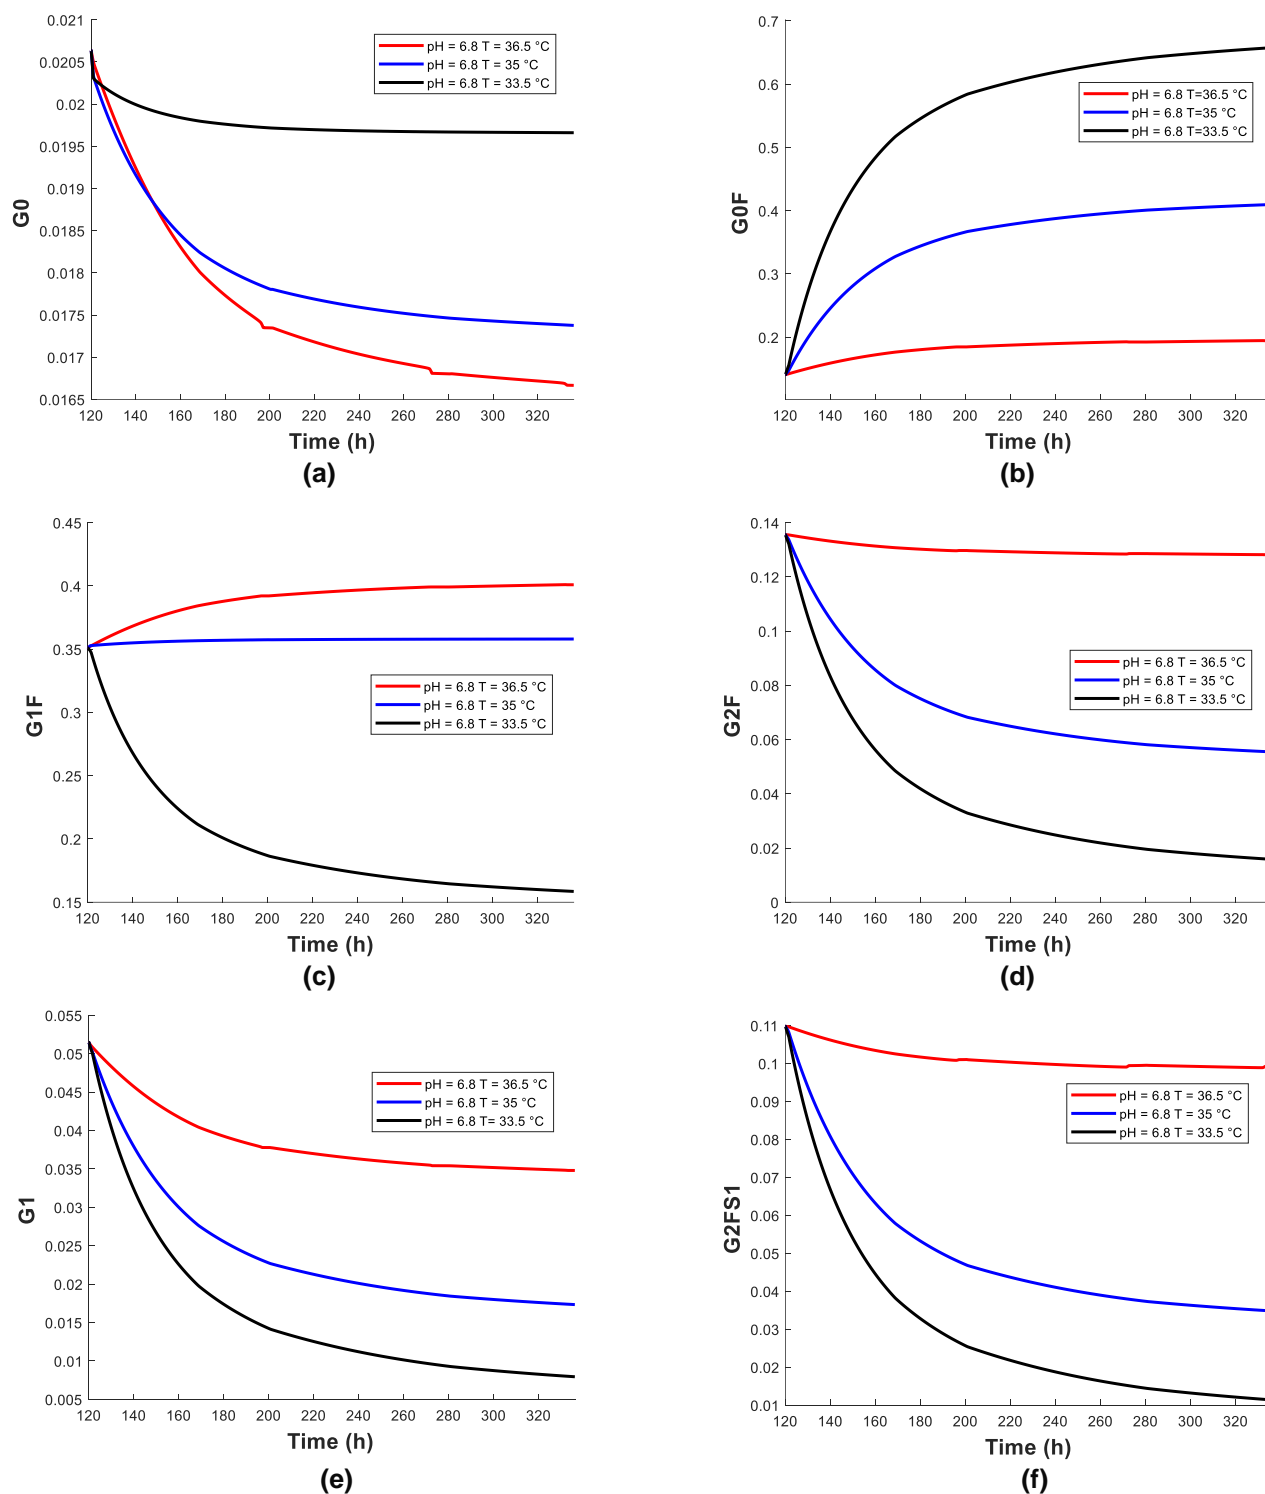 0.021
0.0205
0.02
0.0195
0.019
0.0185
0.018
0.0175
0.017
0.0165
G0
pH = 6.8 T = 36.5 °C
pH = 6.8 T = 35 °C
pH = 6.8 T = 33.5 °C
120 140 160 180 200 220 240 260 280 300 320
Time (h)
(a)
0.7
0.6
0.5
0.4
0.3
0.2
G0F
pH = 6.8 T=36.5 °C
pH = 6.8 T=35 °C
pH = 6.8 T=33.5 °C
120 140 160 180 200 220 240 260 280 300 320
Time (h)
(b)
0.45
0.4
0.35
0.3
0.25
0.2
0.15
G1F
pH = 6.8 T = 36.5 °C
pH = 6.8 T = 35 °C
pH = 6.8 T = 33.5 °C
120 140 160 180 200 220 240 260 280 300 320
Time (h)
(c)
0.14
0.12
0.1
0.08
0.06
0.04
0.02
0
G2F
pH = 6.8 T = 36.5 °C
pH = 6.8 T = 35 °C
pH = 6.8 T = 33.5 °C
120 140 160 180 200 220 240 260 280 300 320
Time (h)
(d)
0.055
0.05
0.045
0.04
0.035
0.03
0.025
0.02
0.015
0.01
0.005
G1
pH = 6.8 T = 36.5 °C
pH = 6.8 T = 35 °C
pH = 6.8 T= 33.5 °C
120 140 160 180 200 220 240 260 280 300 320
Time (h)
(e)
0.11
0.1
0.09
0.08
0.07
0.06
0.05
0.04
0.03
0.02
0.01
G2FS1
pH = 6.8 T = 36.5 °C
pH = 6.8 T = 35 °C
pH = 6.8 T = 33.5 °C
120 140 160 180 200 220 240 260 280 300 320
Time (h)
(f)